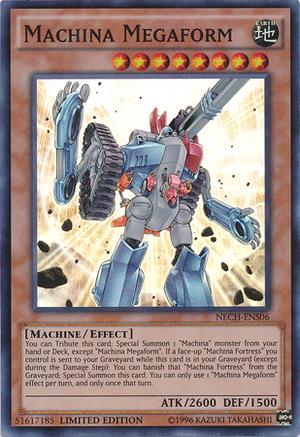 MACHINA MEGAFORM
EARTH
地
NECH-ENS06
[Machine/Effect]
You can Tribute this card; Special Summon 1 "Machina" monster from your
hand or Deck, except "Machina Megaform". If a face-up "Machina Fortress" you
control is sent to your Graveyard while this card is in your Graveyard (except
during the Damage Step): You can banish that "Machina Fortress" from the
Graveyard; Special Summon this card. You can only use 1 "Machina Megaform"
effect per turn, and only once that turn.
ATK/2600 DEF/1500
51617185 LIMITED EDITION ©1996 KAZUKI TAKAHASHI